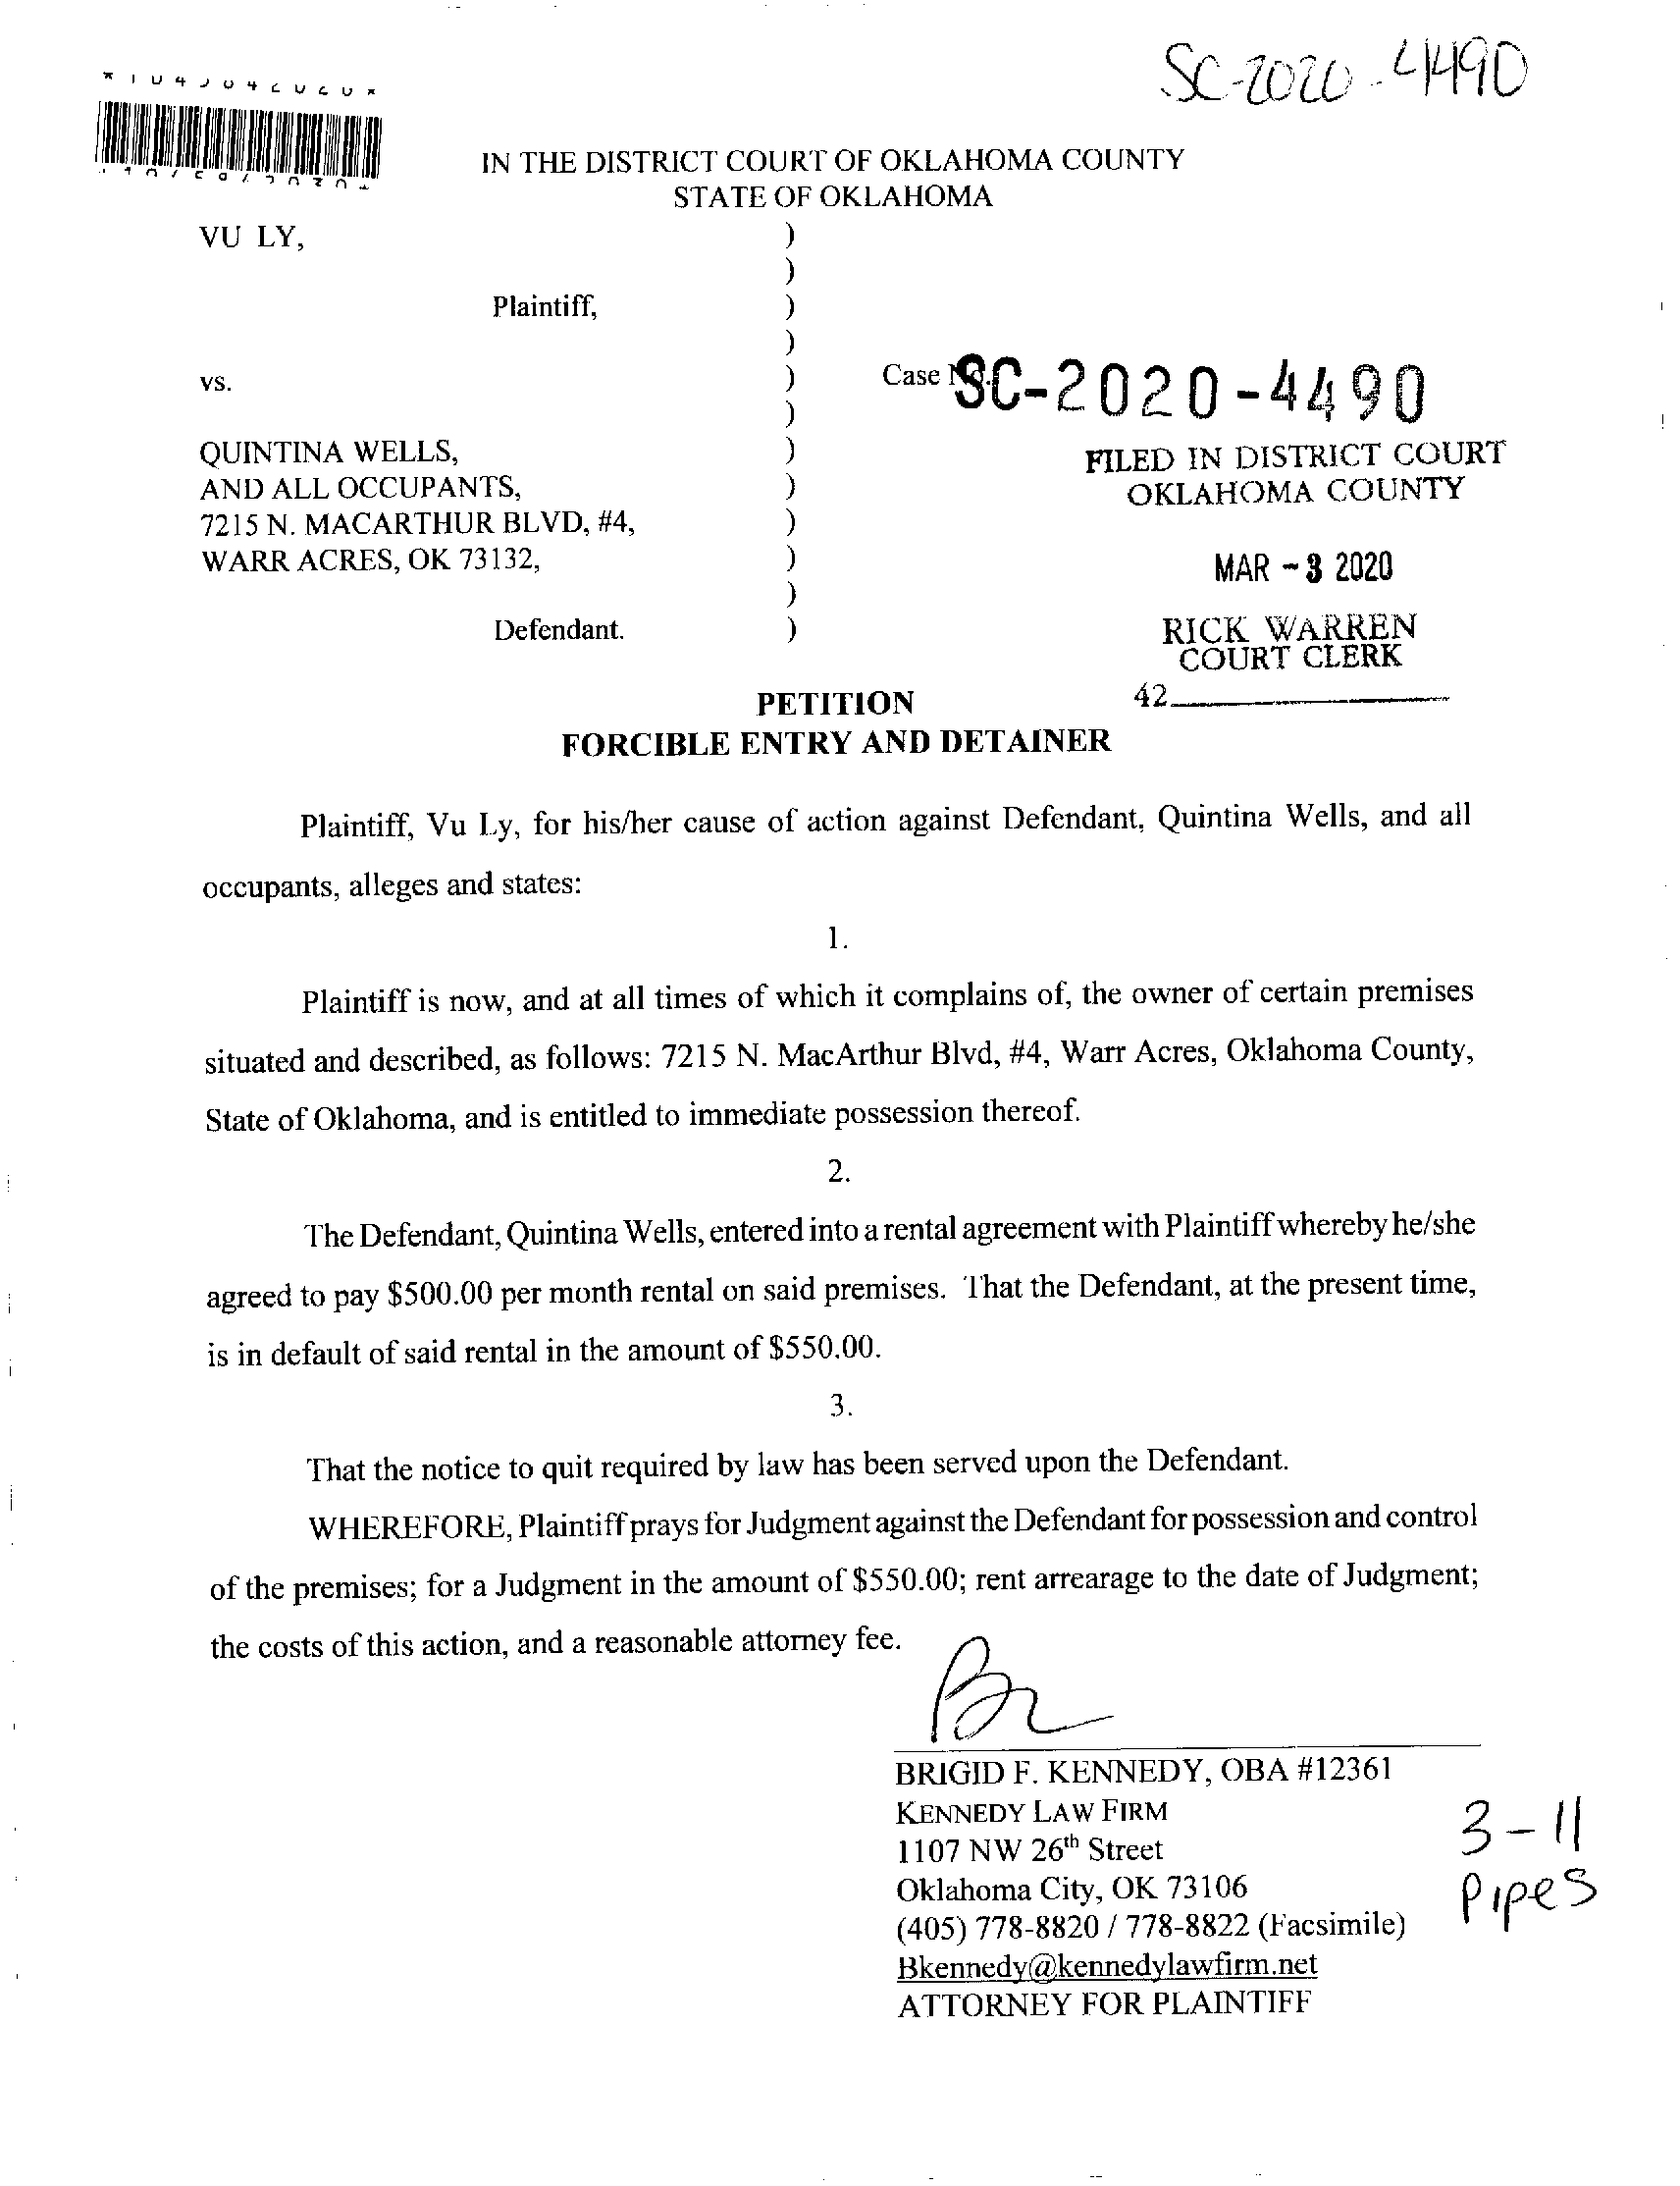 SC-2020-4490
IN THE DISTRICT COURT OF OKLAHOMA COUNTY
STATE OF OKLAHOMA
VU LY, )
)
Plaintiff, )
)
vs. ) Case No. SC-2020-4490
)
QUINTINA WELLS, ) FILED IN DISTRICT COURT
AND ALL OCCUPANTS, ) OKLAHOMA COUNTY
7215 N. MACARTHUR BLVD, #4, )
WARR ACRES, OK 73132, ) MAR - 3 2020
)
Defendant. ) RICK WARREN
COURT CLERK
PETITION 42
FORCIBLE ENTRY AND DETAINER
Plaintiff, Vu Ly, for his/her cause of action against Defendant, Quintina Wells, and all
occupants, alleges and states:
1.
Plaintiff is now, and at all times of which it complains of, the owner of certain premises
situated and described, as follows: 7215 N. MacArthur Blvd, #4, Warr Acres, Oklahoma County,
State of Oklahoma, and is entitled to immediate possession thereof.
2.
The Defendant, Quintina Wells, entered into a rental agreement with Plaintiff whereby he/she
agreed to pay $500.00 per month rental on said premises. That the Defendant, at the present time,
is in default of said rental in the amount of $550.00.
3.
That the notice to quit required by law has been served upon the Defendant.
WHEREFORE, Plaintiff prays for Judgment against the Defendant for possession and control
of the premises; for a Judgment in the amount of $550.00; rent arrearage to the date of Judgment;
the costs of this action, and a reasonable attorney fee.
BRIGID F. KENNEDY, OBA #12361
KENNEDY LAW FIRM
1107 NW 26th Street
Oklahoma City, OK 73106
(405) 778-8820 / 778-8822 (Facsimile)
Bkennedy@kennedylawfirm.net
ATTORNEY FOR PLAINTIFF
3-11
Pipes